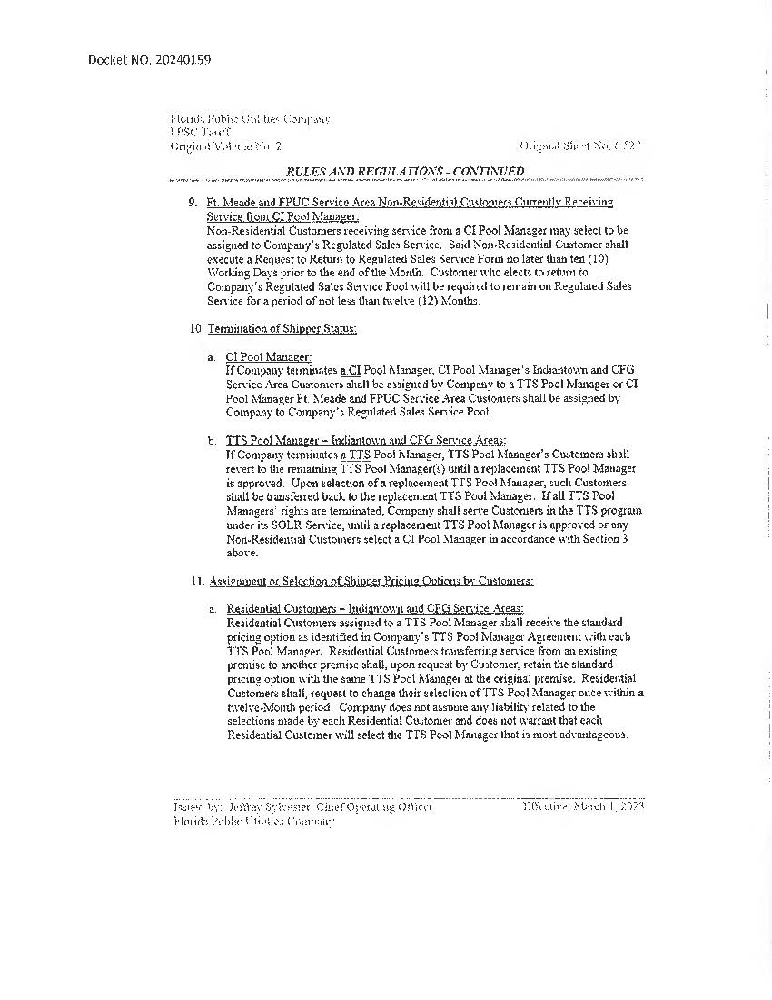 Docket NO. 20240159
Florida Public Utilities Company
FPSC Tariff
Original Volume No. 2 Original Sheet No. 6.527
RULES AND REGULATIONS - CONTINUED
9. Ft. Meade and FPUC Service Area Non-Residential Customers Currently Receiving
Service from CI Pool Manager:
Non-Residential Customers receiving service from a CI Pool Manager may select to be
assigned to Company's Regulated Sales Service. Said Non-Residential Customer shall
execute a Request to Return to Regulated Sales Service Form no later than ten (10)
Working Days prior to the end of the Month. Customer who elects to return to
Company's Regulated Sales Service Pool will be required to remain on Regulated Sales
Service for a period of not less than twelve (12) Months.
10. Termination of Shipper Status:
a. CI Pool Manager:
If Company terminates a CI Pool Manager, CI Pool Manager's Indiantown and CFG
Service Area Customers shall be assigned by Company to a TTS Pool Manager or CI
Pool Manager Ft. Meade and FPUC Service Area Customers shall be assigned by
Company to Company's Regulated Sales Service Pool.
b. TTS Pool Manager – Indiantown and CFG Service Areas:
If Company terminates a TTS Pool Manager, TTS Pool Manager's Customers shall
revert to the remaining TTS Pool Manager(s) until a replacement TTS Pool Manager
is approved. Upon selection of a replacement TTS Pool Manager, such Customers
shall be transferred back to the replacement TTS Pool Manager. If all TTS Pool
Managers' rights are terminated, Company shall serve Customers in the TTS program
under its SOLR Service, until a replacement TTS Pool Manager is approved or any
Non-Residential Customers select a CI Pool Manager in accordance with Section 3
above.
11. Assignment or Selection of Shipper Pricing Options by Customers:
a. Residential Customers – Indiantown and CFG Service Areas:
Residential Customers assigned to a TTS Pool Manager shall receive the standard
pricing option as identified in Company's TTS Pool Manager Agreement with each
TTS Pool Manager. Residential Customers transferring service from an existing
premise to another premise shall, upon request by Customer, retain the standard
pricing option with the same TTS Pool Manager at the original premise. Residential
Customers shall, request to change their selection of TTS Pool Manager once within a
twelve-Month period. Company does not assume any liability related to the
selections made by each Residential Customer and does not warrant that each
Residential Customer will select the TTS Pool Manager that is most advantageous.
Issued by: Jeffrey Sylvester, Chief Operating Officer Effective: March 1, 2023
Florida Public Utilities Company